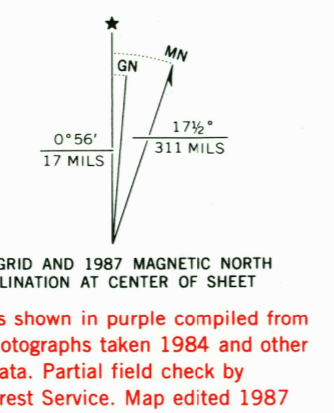 ★
MN
GN
0°56′
17 MILS
17½°
311 MILS
GRID AND 1987 MAGNETIC NORTH
LINATION AT CENTER OF SHEET
s shown in purple compiled from
otographs taken 1984 and other
ata. Partial field check by
rest Service. Map edited 1987